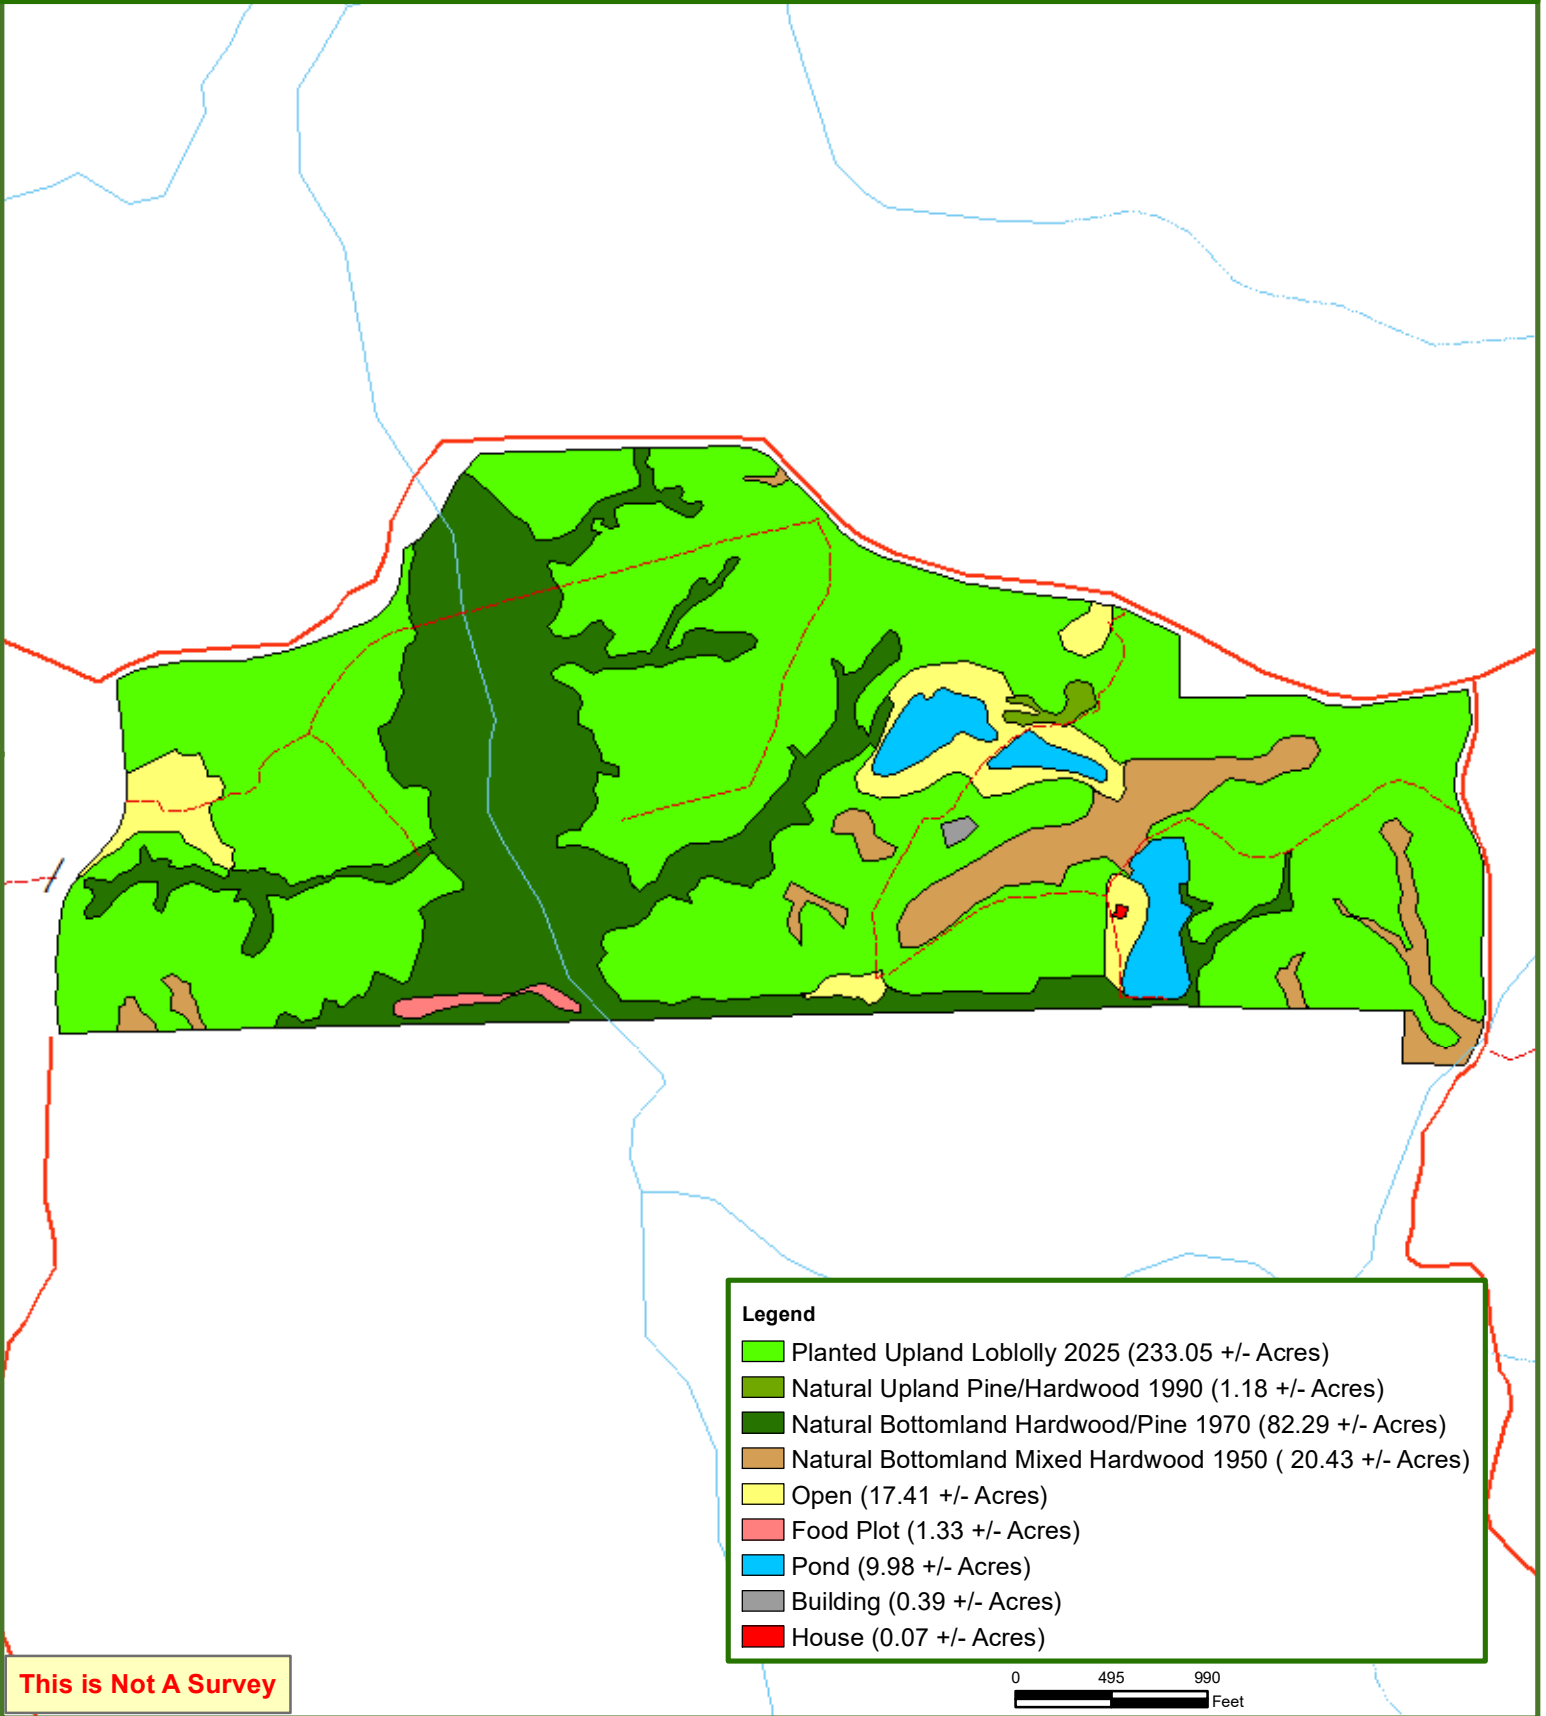 Legend
Planted Upland Loblolly 2025 (233.05 +/- Acres)
Natural Upland Pine/Hardwood 1990 (1.18 +/- Acres)
Natural Bottomland Hardwood/Pine 1970 (82.29 +/- Acres)
Natural Bottomland Mixed Hardwood 1950 ( 20.43 +/- Acres)
Open (17.41 +/- Acres)
Food Plot (1.33 +/- Acres)
Pond (9.98 +/- Acres)
Building (0.39 +/- Acres)
House (0.07 +/- Acres)
This is Not A Survey
0 495 990
Feet